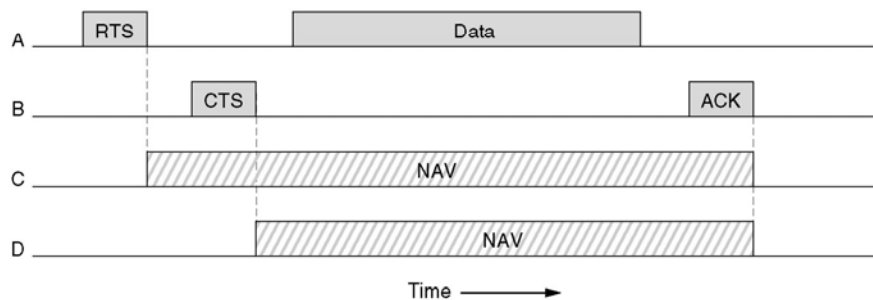 A RTS Data
B CTS ACK
C NAV
D NAV
Time